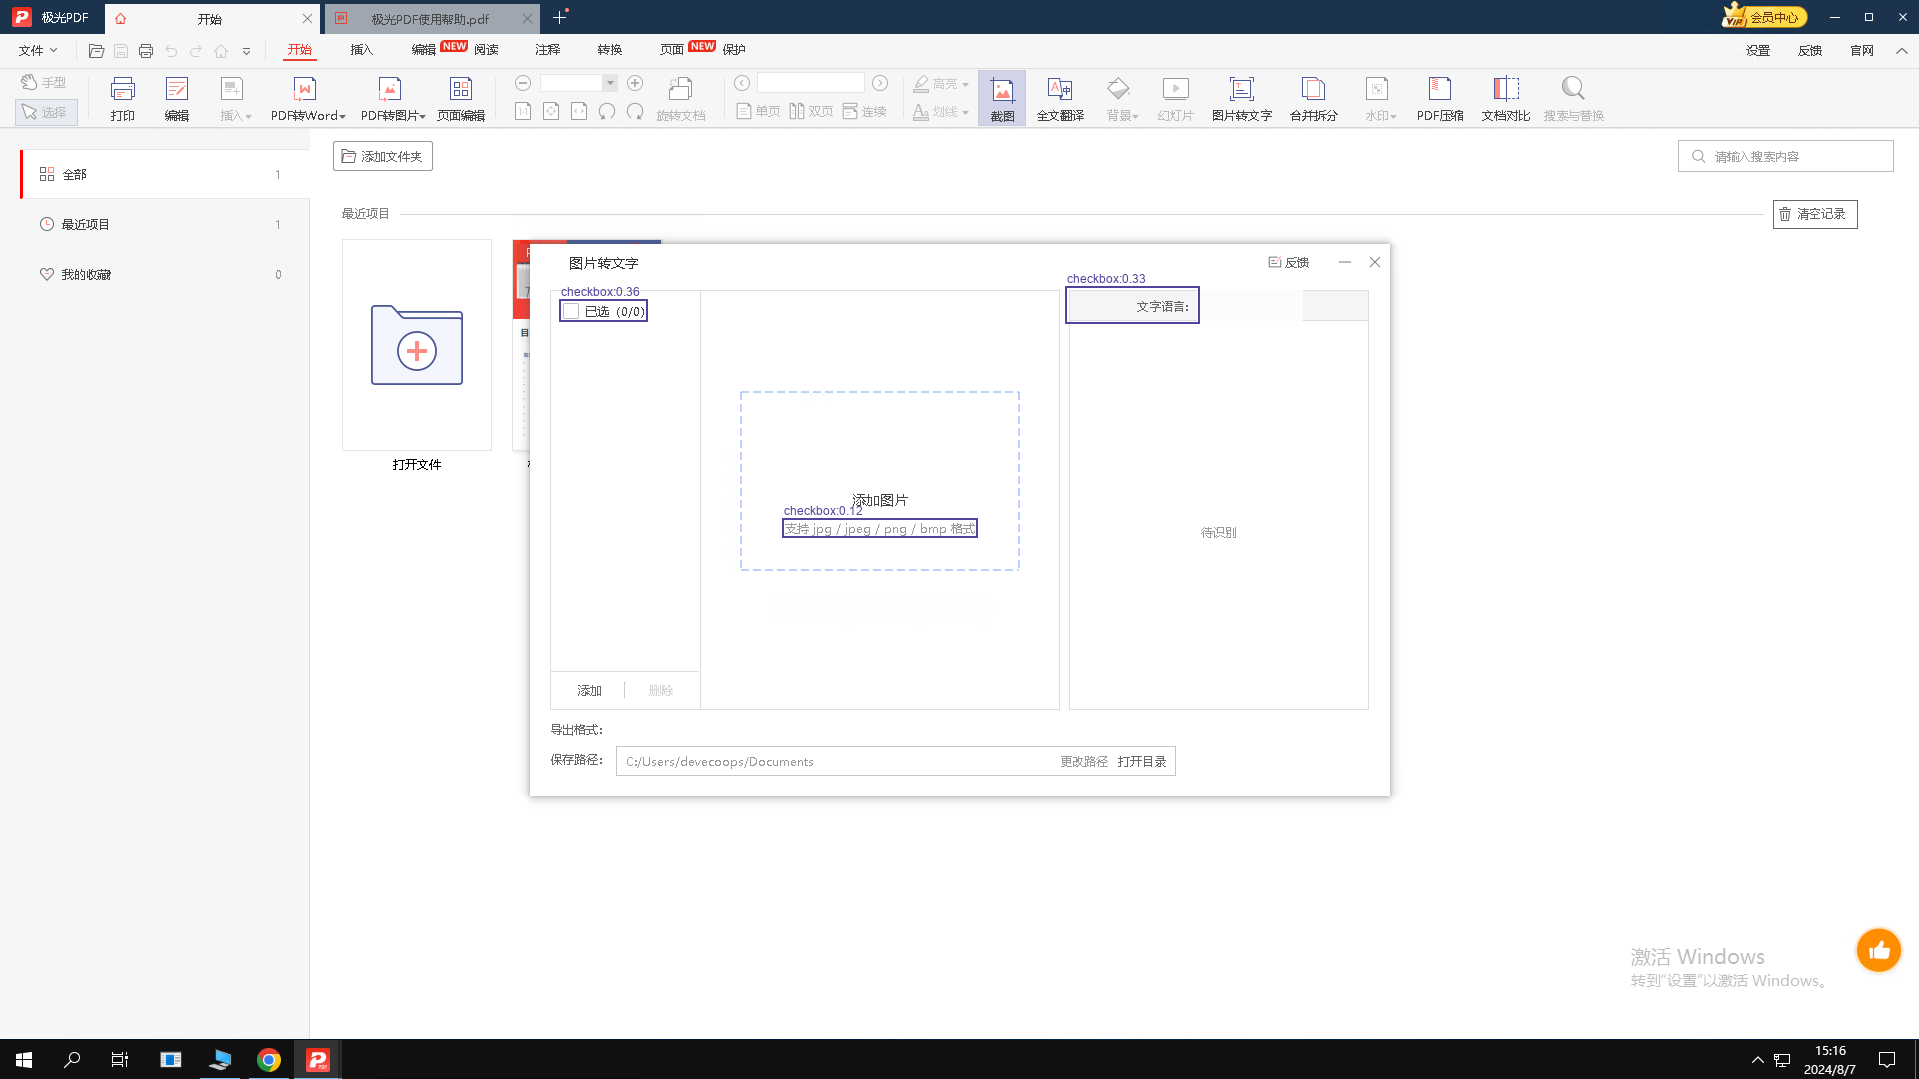 极光PDF
开始
极光PDF使用帮助.pdf
VIP 会员中心
文件
开始
插入
编辑 NEW
阅读
注释
转换
页面 NEW
保护
设置
反馈
官网
手型
选择
打印
编辑
插入
PDF转Word
PDF转图片
页面编辑
1:1
旋转文档
单页
双页
连续
高亮
划线
截图
全文翻译
背景
幻灯片
图片转文字
合并拆分
水印
PDF压缩
文档对比
搜索与替换
全部 1
最近项目 1
我的收藏 0
添加文件夹
请输入搜索内容
最近项目
清空记录
打开文件
图片转文字
反馈
checkbox:0.36
已选 (0/0)
checkbox:0.33
文字语言:
添加图片
checkbox:0.12
支持 jpg / jpeg / png / bmp 格式
待识别
添加
删除
导出格式:
保存路径:
C:/Users/devecoops/Documents
更改路径
打开目录
激活 Windows
转到“设置”以激活 Windows。
15:16
2024/8/7